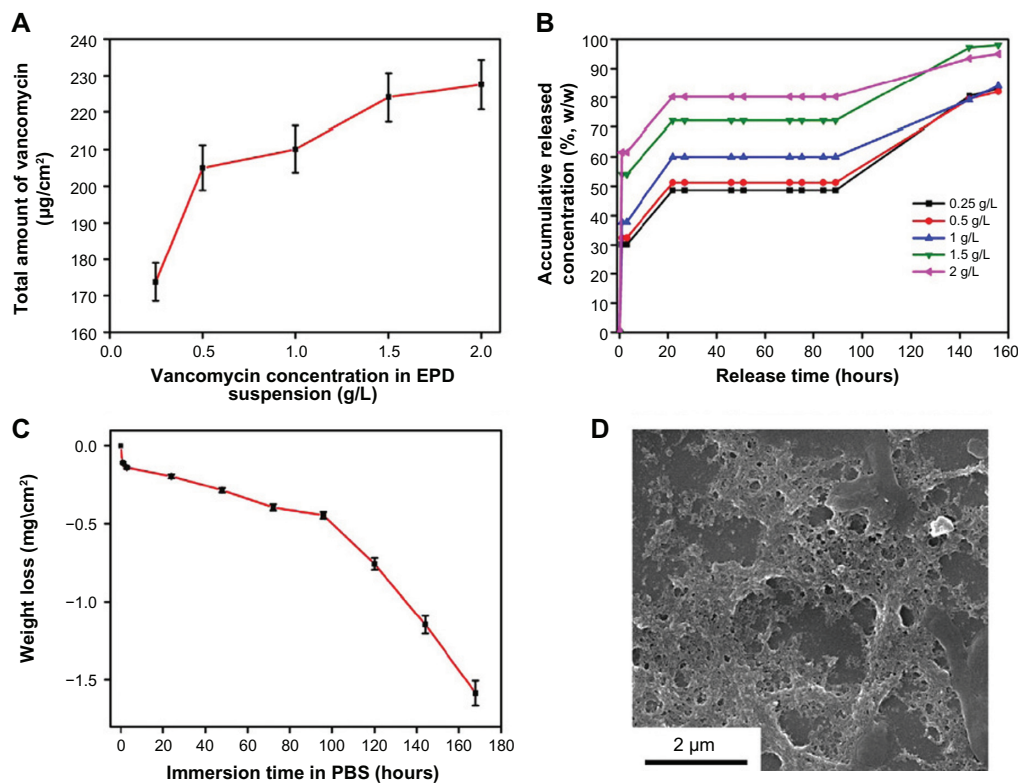 A
Total amount of vancomycin
(µg/cm²)
240
230
220
210
200
190
180
170
160
0.0 0.5 1.0 1.5 2.0
Vancomycin concentration in EPD
suspension (g/L)
B
Accumulative released
concentration (%, w/w)
100
90
80
70
60
50
40
30
20
10
0
0 20 40 60 80 100 120 140 160
Release time (hours)
0.25 g/L
0.5 g/L
1 g/L
1.5 g/L
2 g/L
C
Weight loss (mg\cm²)
0.0
−0.5
−1.0
−1.5
0 20 40 60 80 100 120 140 160 180
Immersion time in PBS (hours)
D
2 µm